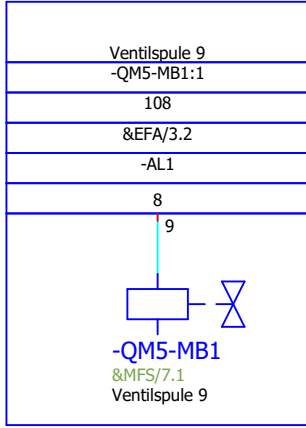 Ventilspule 9
-QM5-MB1:1
108
&EFA/3.2
-AL1
8
9
-QM5-MB1
&MFS/7.1
Ventilspule 9